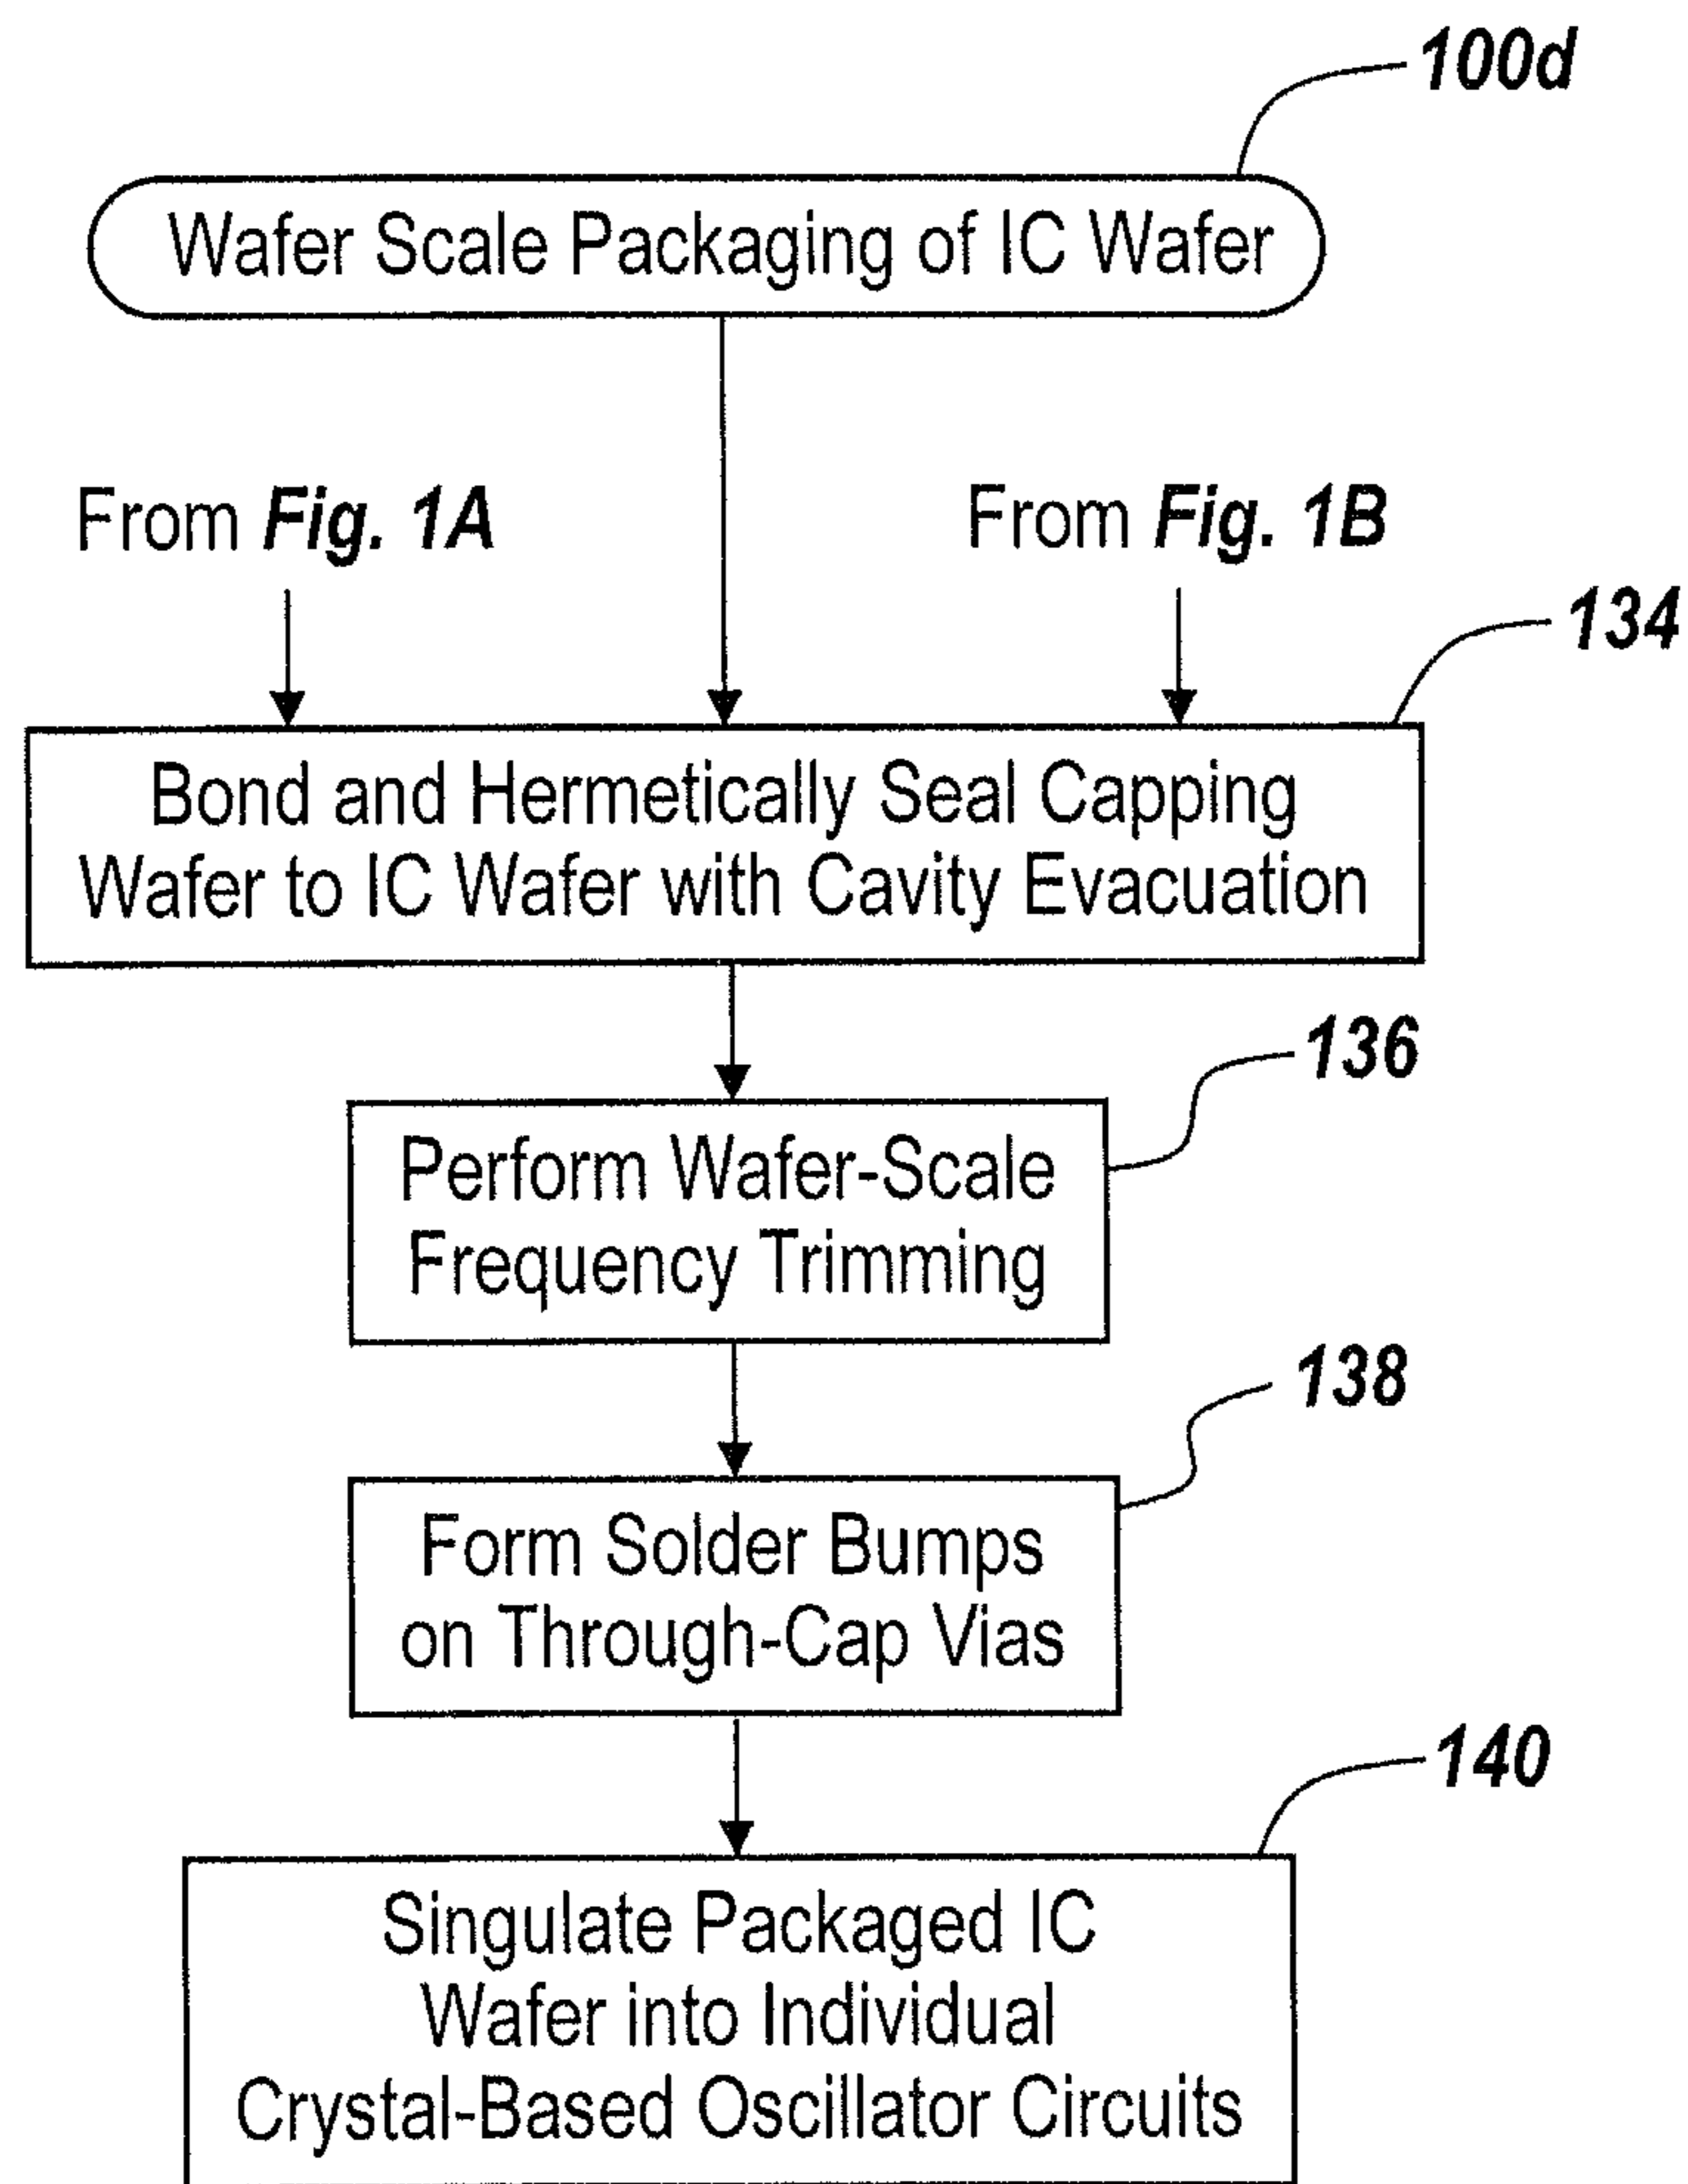 100d
Wafer Scale Packaging of IC Wafer
From Fig. 1A
From Fig. 1B
134
Bond and Hermetically Seal Capping
Wafer to IC Wafer with Cavity Evacuation
136
Perform Wafer-Scale
Frequency Trimming
138
Form Solder Bumps
on Through-Cap Vias
140
Singulate Packaged IC
Wafer into Individual
Crystal-Based Oscillator Circuits